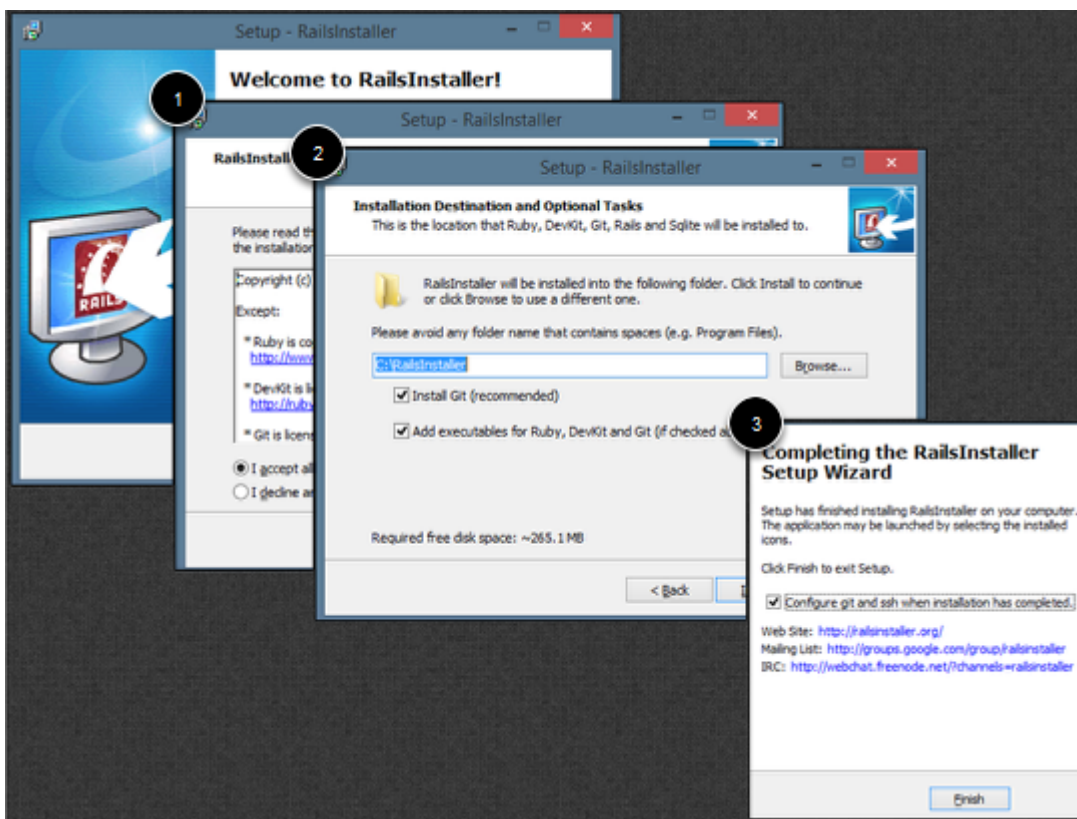 Setup - RailsInstaller
Welcome to RailsInstaller!
1
Setup - RailsInstaller
RailsInstall
Please read th
the installation
Copyright (c)
Except:
* Ruby is co
http://www
* DevKit is li
http://ruby
* Git is licens
I accept all
I decline an
2
Setup - RailsInstaller
Installation Destination and Optional Tasks
This is the location that Ruby, DevKit, Git, Rails and Sqlite will be installed to.
RailsInstaller will be installed into the following folder. Click Install to continue
or click Browse to use a different one.
Please avoid any folder name that contains spaces (e.g. Program Files).
C:\RailsInstaller
Browse...
Install Git (recommended)
Add executables for Ruby, DevKit and Git (if checked
Required free disk space: ~265.1 MB
< Back
3
Completing the RailsInstaller
Setup Wizard
Setup has finished installing RailsInstaller on your computer.
The application may be launched by selecting the installed
icons.
Click Finish to exit Setup.
Configure git and ssh when installation has completed.
Web Site: http://railsinstaller.org/
Mailing List: http://groups.google.com/group/railsinstaller
IRC: http://webchat.freenode.net/?channels=railsinstaller
Finish
RAILS